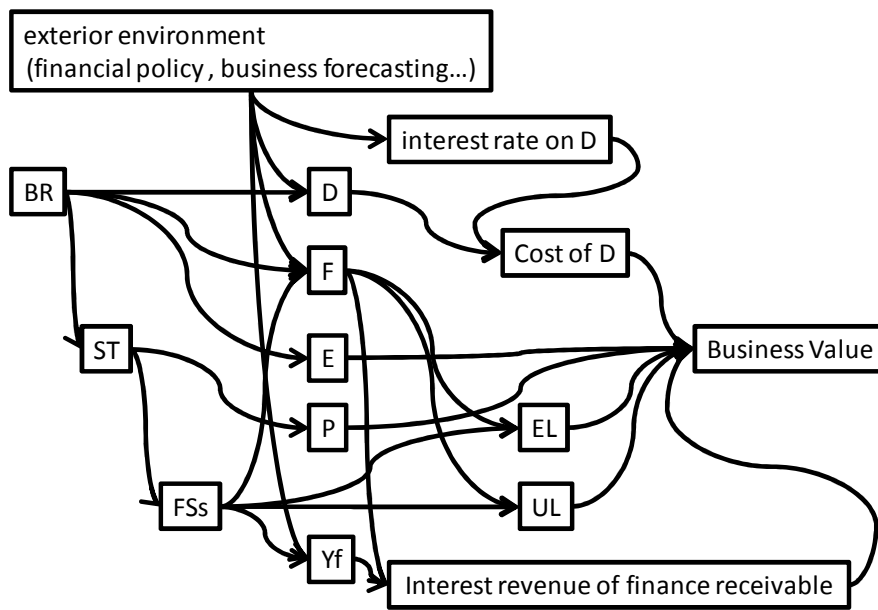 exterior environment
(financial policy , business forecasting...)
interest rate on D
BR
D
Cost of D
F
ST
E
Business Value
P
EL
FSs
UL
Yf
Interest revenue of finance receivable